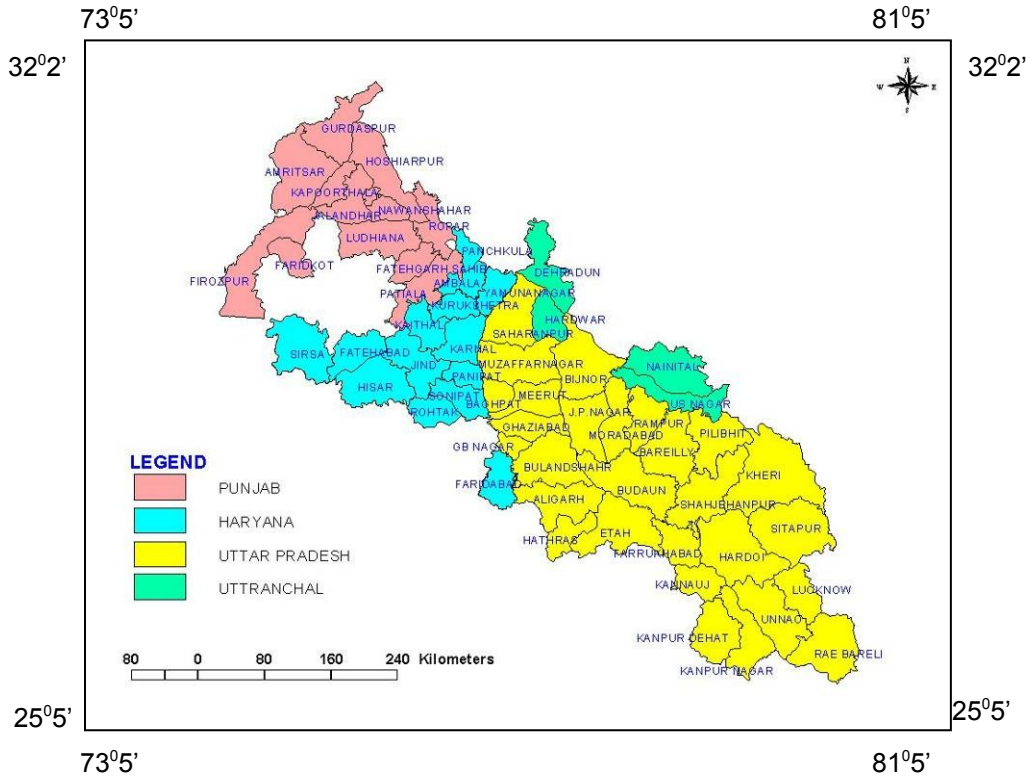 73⁰5’ 81⁰5’
32⁰2’ 32⁰2’
N
W E
S
GURDASPUR
HOSHIARPUR
AMRITSAR
KAPOORTHALA
NAWANSHAHAR
JALANDHAR
ROPAR
LUDHIANA
PANCHKULA
FARIDKOT
FATEHGARH SAHIB
DEHRADUN
FIROZPUR
AMBALA
PATIALA
YAMUNANAGAR
KURUKSHETRA
HARDWAR
KAITHAL
SAHARANPUR
SIRSA
FATEHABAD
KARNAL
JIND
MUZAFFARNAGAR
NAINITAL
PANIPAT
BIJNOR
HISAR
SONIPAT
MEERUT
BAGHPAT
US NAGAR
ROHTAK
J.P.NAGAR
GHAZIABAD
RAMPUR
MORADABAD
PILIBHIT
GB NAGAR
BAREILLY
LEGEND
BULANDSHAHR
KHERI
FARIDABAD
PUNJAB
BUDAUN
ALIGARH
SHAHJEHANPUR
HARYANA
SITAPUR
ETAH
HATHRAS
FARRUKHABAD
UTTAR PRADESH
HARDOI
KANNAUJ
UTTRANCHAL
LUCKNOW
UNNAO
KANPUR DEHAT
RAE BARELI
80 0 80 160 240 Kilometers
KANPUR NAGAR
25⁰5’ 25⁰5’
73⁰5’ 81⁰5’